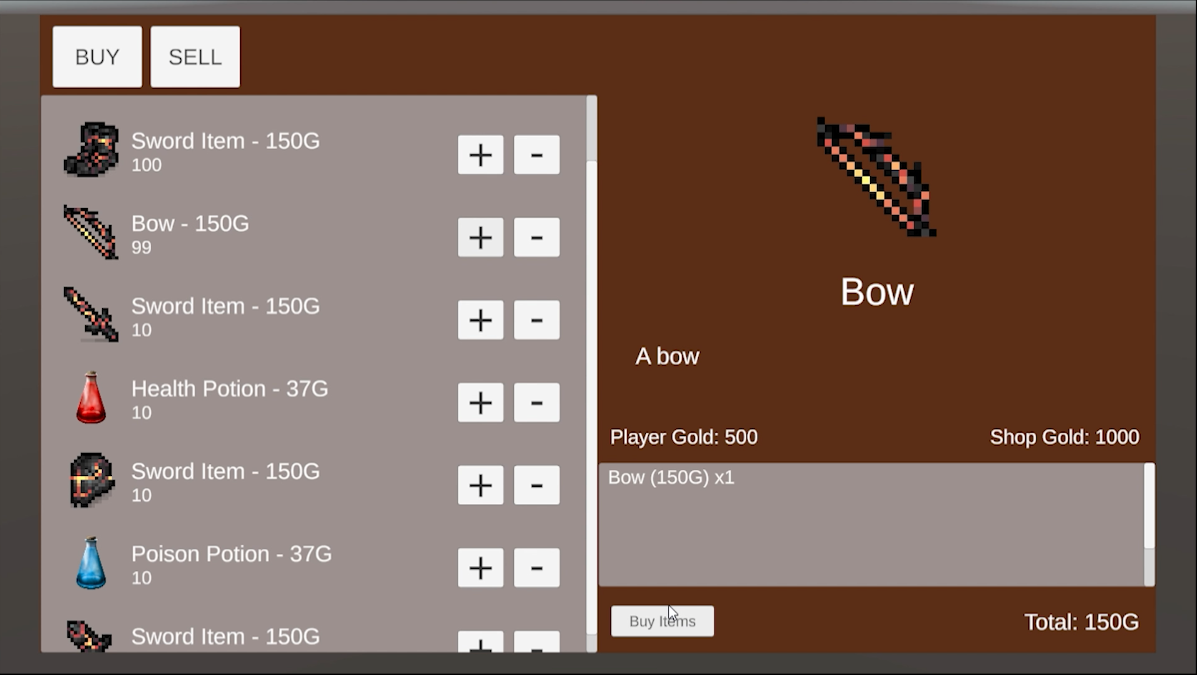 BUY SELL
Sword Item - 150G
100
+ -
Bow - 150G
99
+ -
Sword Item - 150G
10
+ -
Health Potion - 37G
10
+ -
Sword Item - 150G
10
+ -
Poison Potion - 37G
10
+ -
Sword Item - 150G
+ -
Bow
A bow
Player Gold: 500 Shop Gold: 1000
Bow (150G) x1
Buy Items Total: 150G